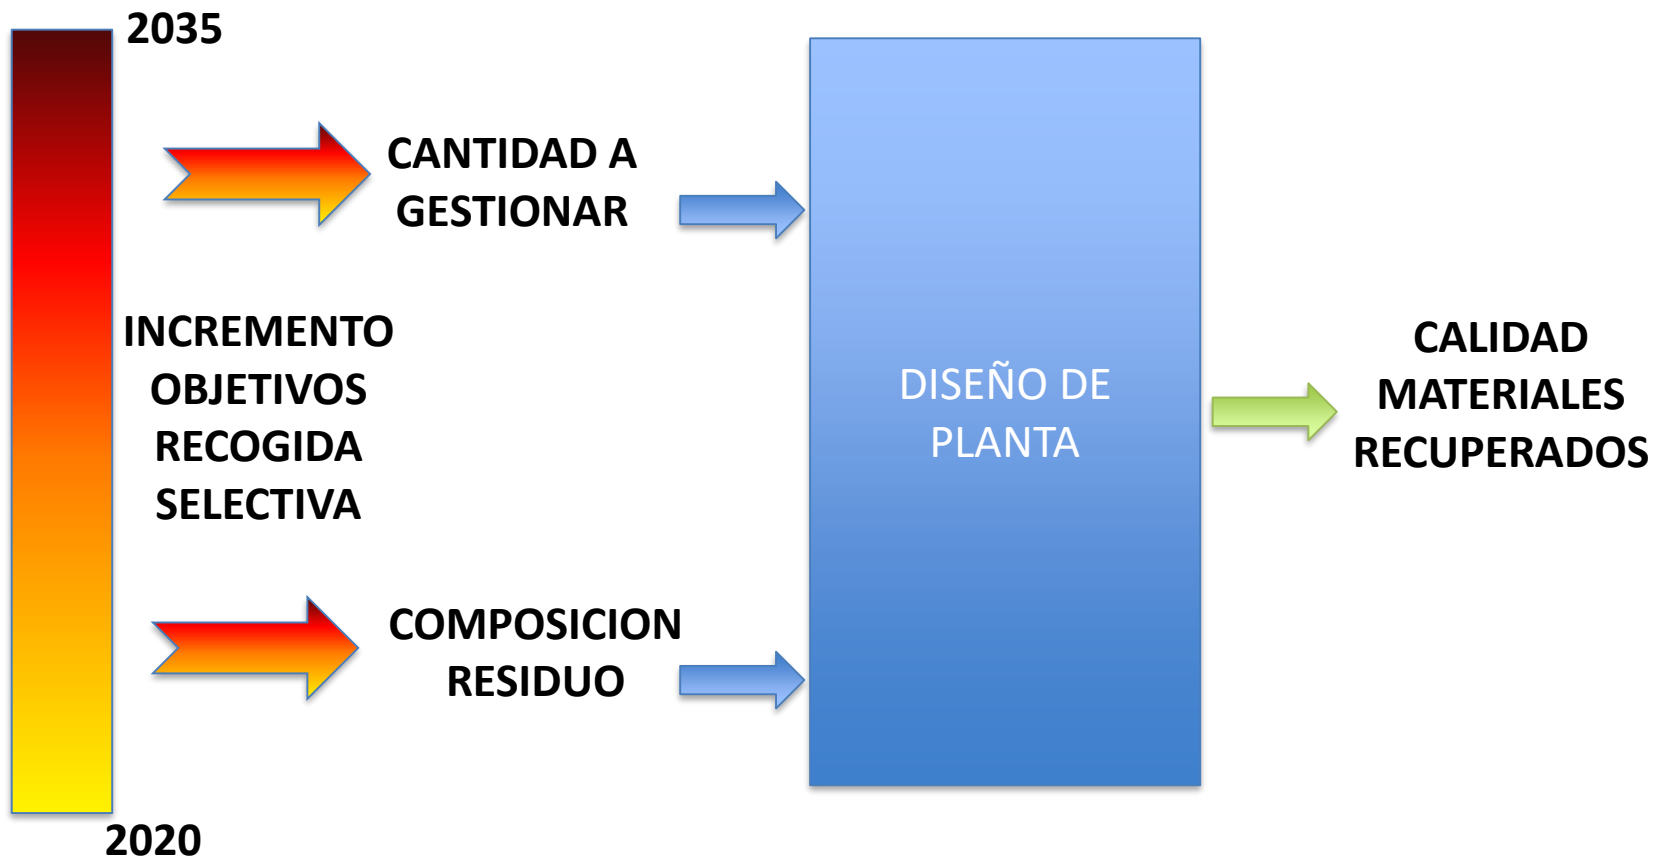 2035
CANTIDAD A
GESTIONAR
INCREMENTO
OBJETIVOS
RECOGIDA
SELECTIVA
DISEÑO DE
PLANTA
CALIDAD
MATERIALES
RECUPERADOS
COMPOSICION
RESIDUO
2020